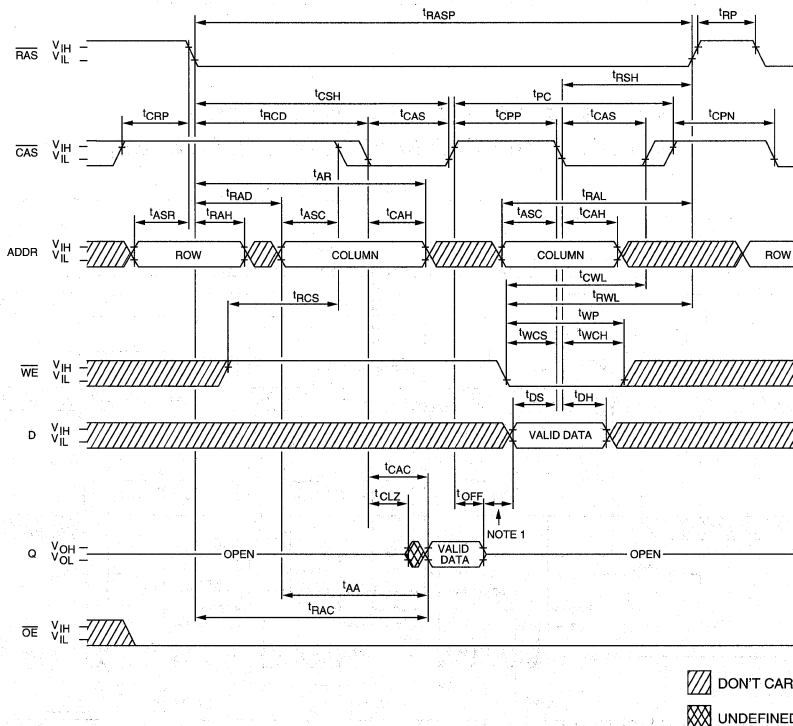 tRASP
tRP
RAS VIH VIL
tRSH
tCSH
tPC
tCRP
tRCD
tCAS
tCPP
tCAS
tCPN
CAS VIH VIL
tAR
tRAD
tRAL
tASR
tRAH
tASC
tCAH
tASC
tCAH
ADDR VIH VIL ROW COLUMN COLUMN ROW
tCWL
tRCS
tRWL
tWP
tWCS
tWCH
WE VIH VIL
tDS
tDH
D VIH VIL VALID DATA
tCAC
tCLZ
tOFF
NOTE 1
Q VOH VOL OPEN VALID DATA OPEN
tAA
tRAC
OE VIH VIL
DON'T CAR
UNDEFINED